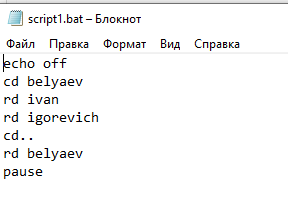 script1.bat – Блокнот
Файл Правка Формат Вид Справка
echo off
cd belyaev
rd ivan
rd igorevich
cd..
rd belyaev
pause